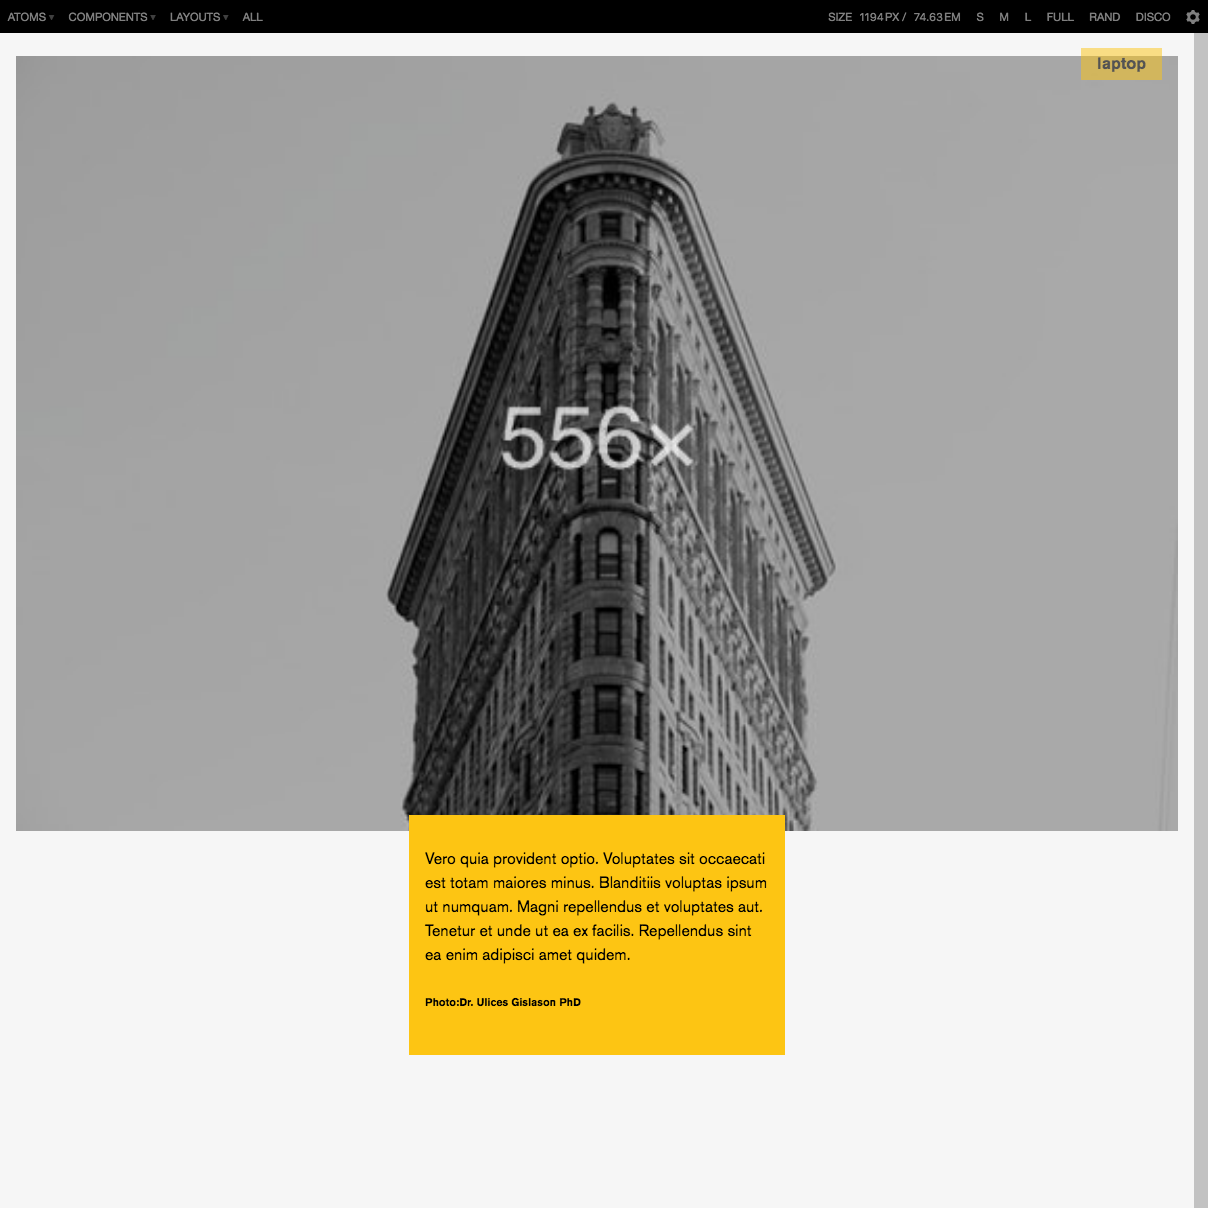 ATOMS ▾ COMPONENTS ▾ LAYOUTS ▾ ALL SIZE 1194PX / 74.63EM S M L FULL RAND DISCO
laptop
556×
Vero quia provident optio. Voluptates sit occaecati
est totam maiores minus. Blanditiis voluptas ipsum
ut numquam. Magni repellendus et voluptates aut.
Tenetur et unde ut ea ex facilis. Repellendus sint
ea enim adipisci amet quidem.
Photo:Dr. Ulices Gislason PhD